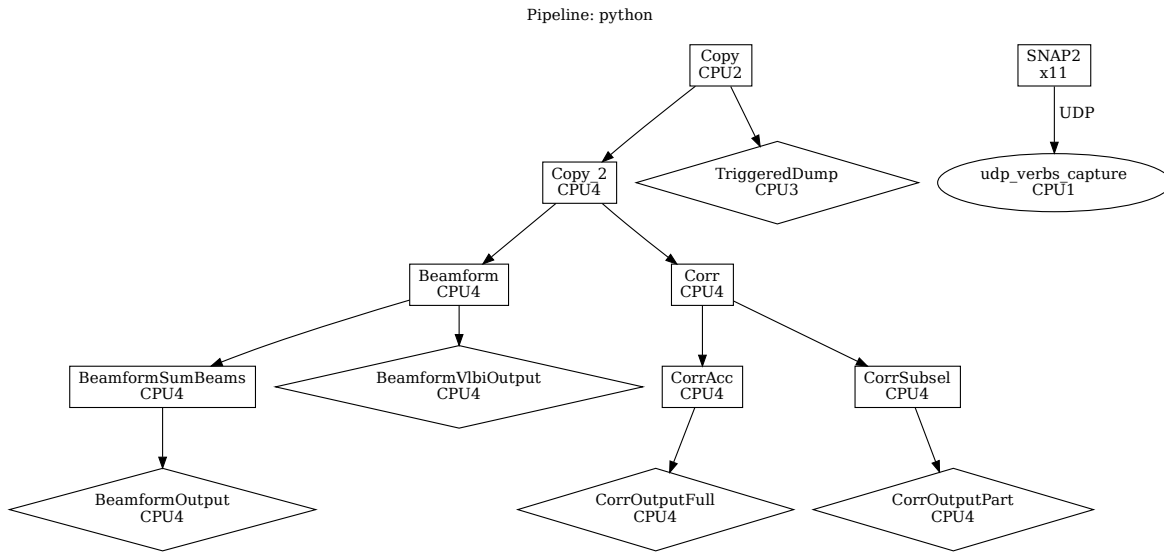 Pipeline: python
Copy
CPU2
SNAP2
x11
UDP
Copy_2
CPU4
TriggeredDump
CPU3
udp_verbs_capture
CPU1
Beamform
CPU4
Corr
CPU4
BeamformSumBeams
CPU4
BeamformVlbiOutput
CPU4
CorrAcc
CPU4
CorrSubsel
CPU4
BeamformOutput
CPU4
CorrOutputFull
CPU4
CorrOutputPart
CPU4